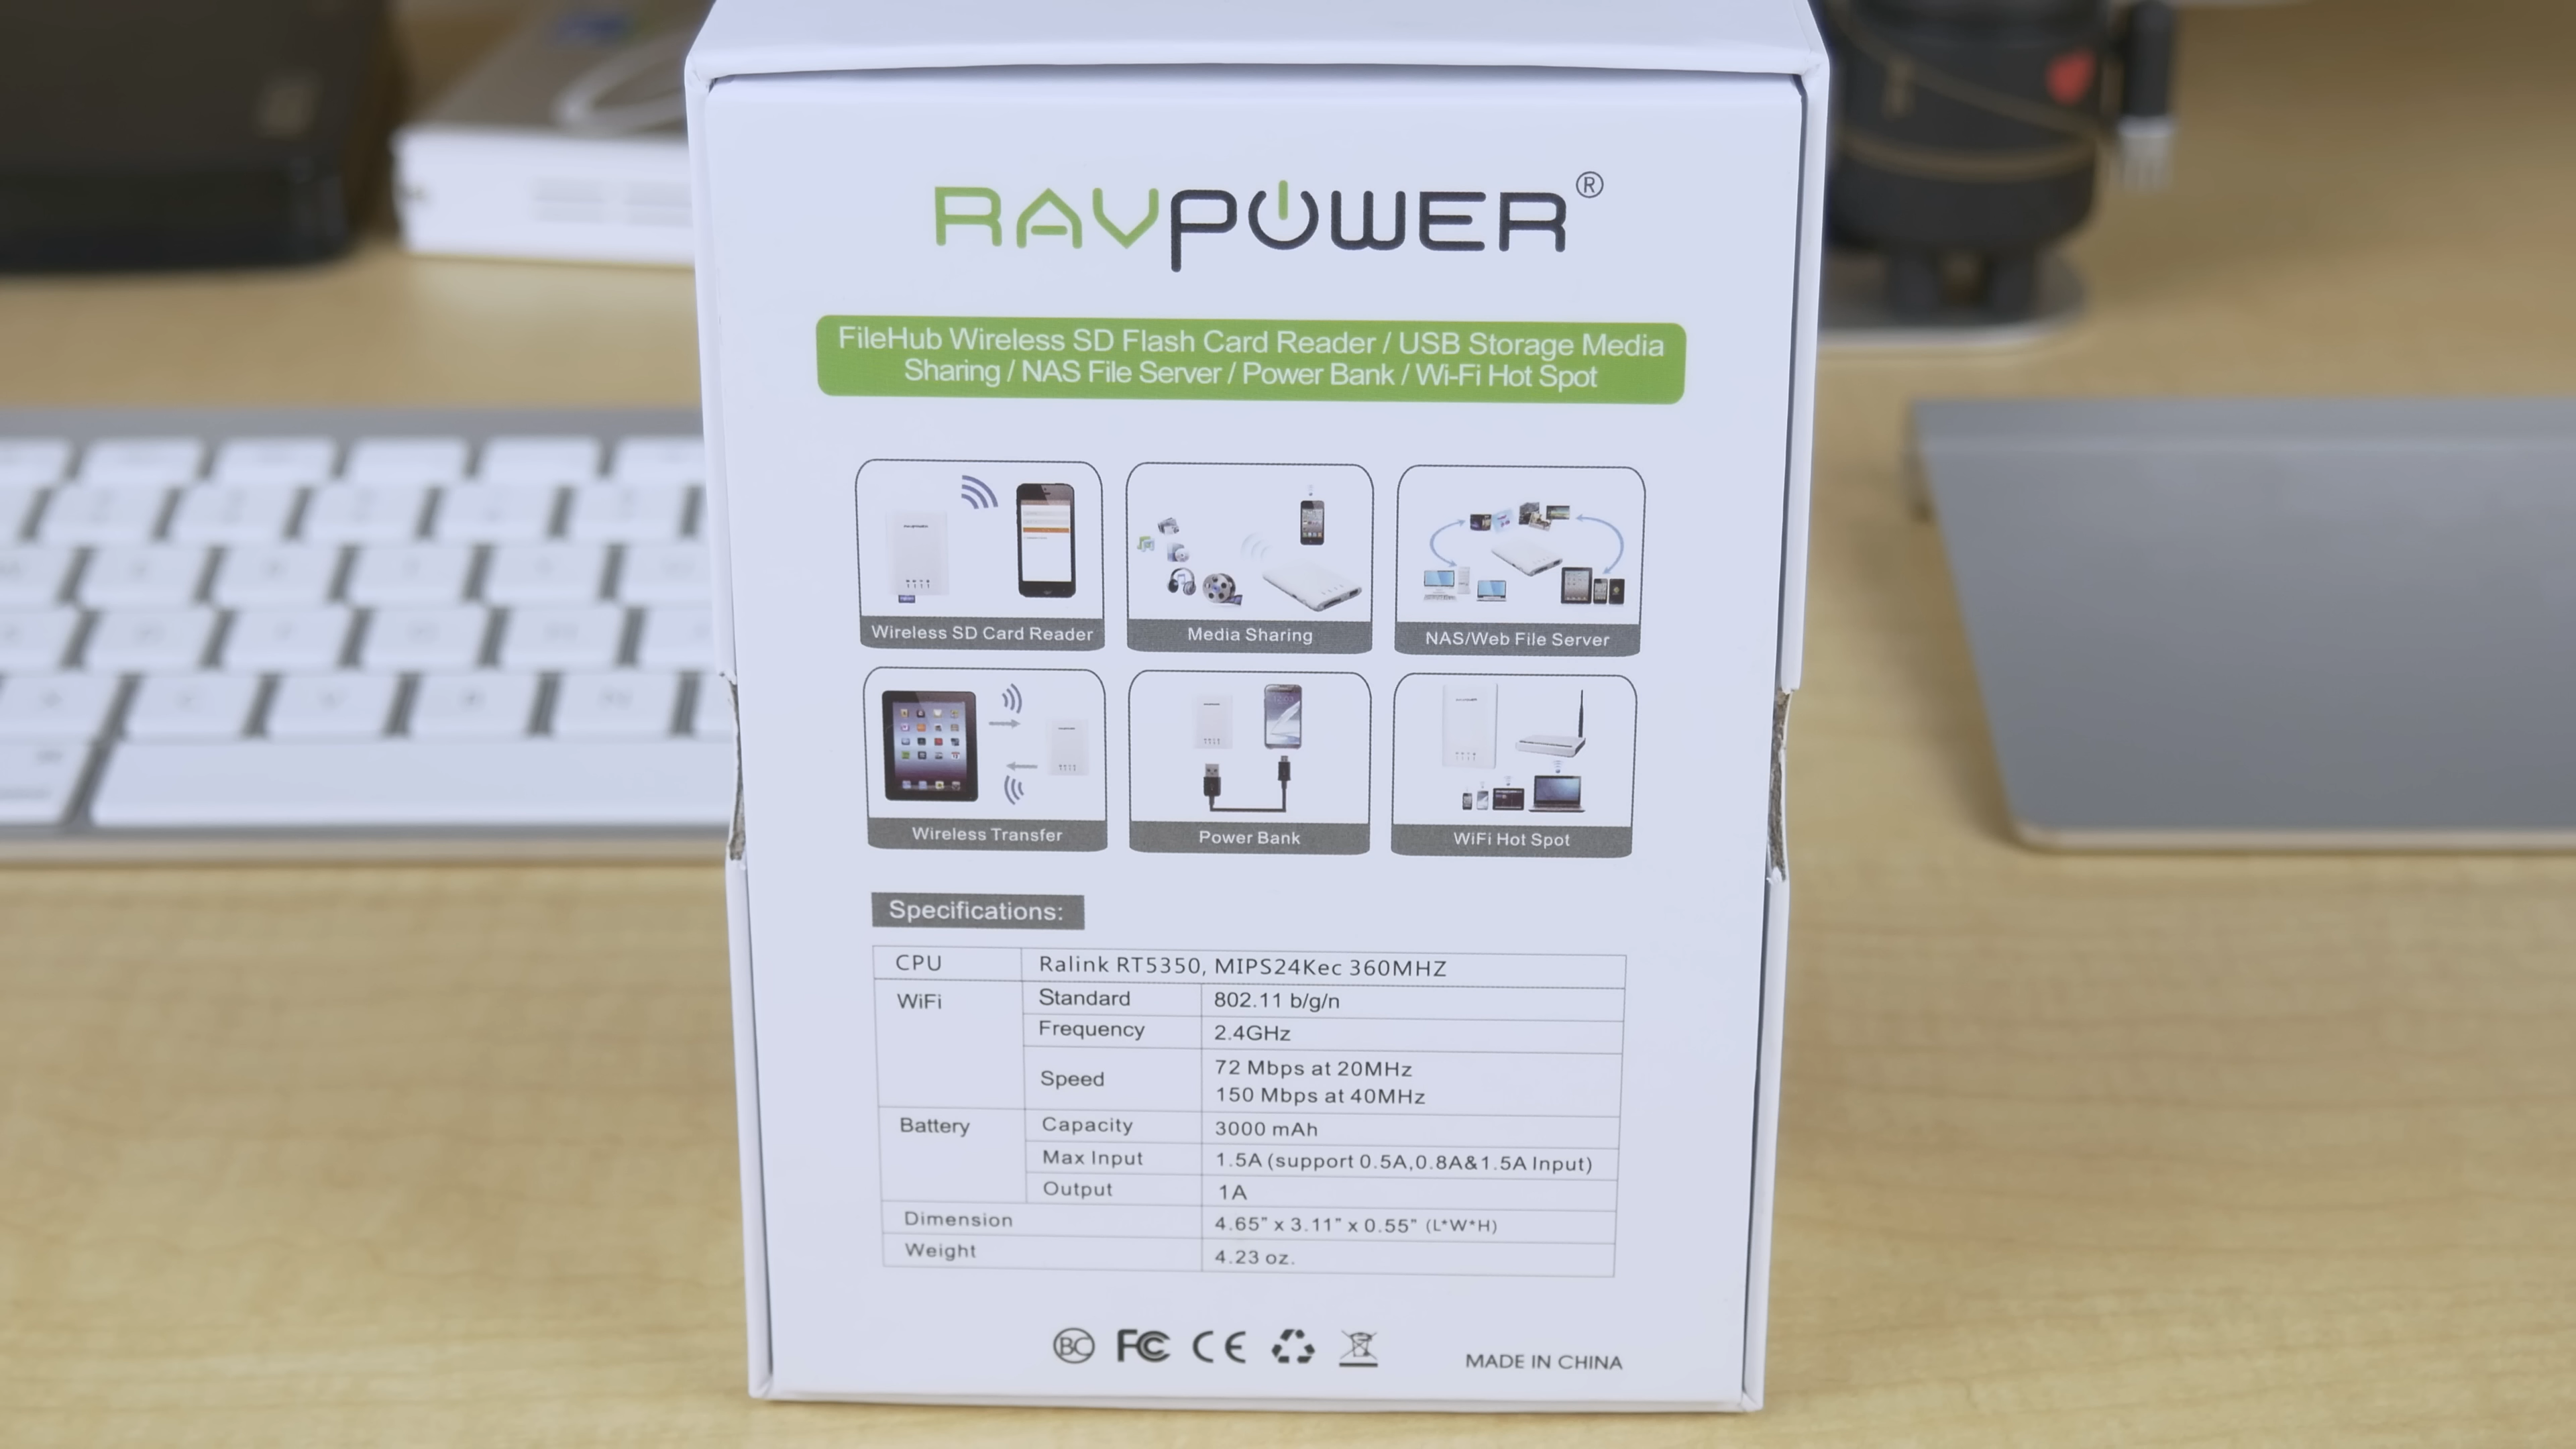 RAVPOWER®
FileHub Wireless SD Flash Card Reader / USB Storage Media
Sharing / NAS File Server / Power Bank / Wi-Fi Hot Spot
Wireless SD Card Reader
Media Sharing
NAS/Web File Server
Wireless Transfer
Power Bank
WiFi Hot Spot
Specifications:
CPU Ralink RT5350, MIPS24Kec 360MHZ
WiFi Standard 802.11 b/g/n
Frequency 2.4GHz
Speed 72 Mbps at 20MHz
150 Mbps at 40MHz
Battery Capacity 3000 mAh
Max Input 1.5A (support 0.5A,0.8A&1.5A Input)
Output 1A
Dimension 4.65” x 3.11” x 0.55” (L*W*H)
Weight 4.23 oz.
BC FC CE MADE IN CHINA